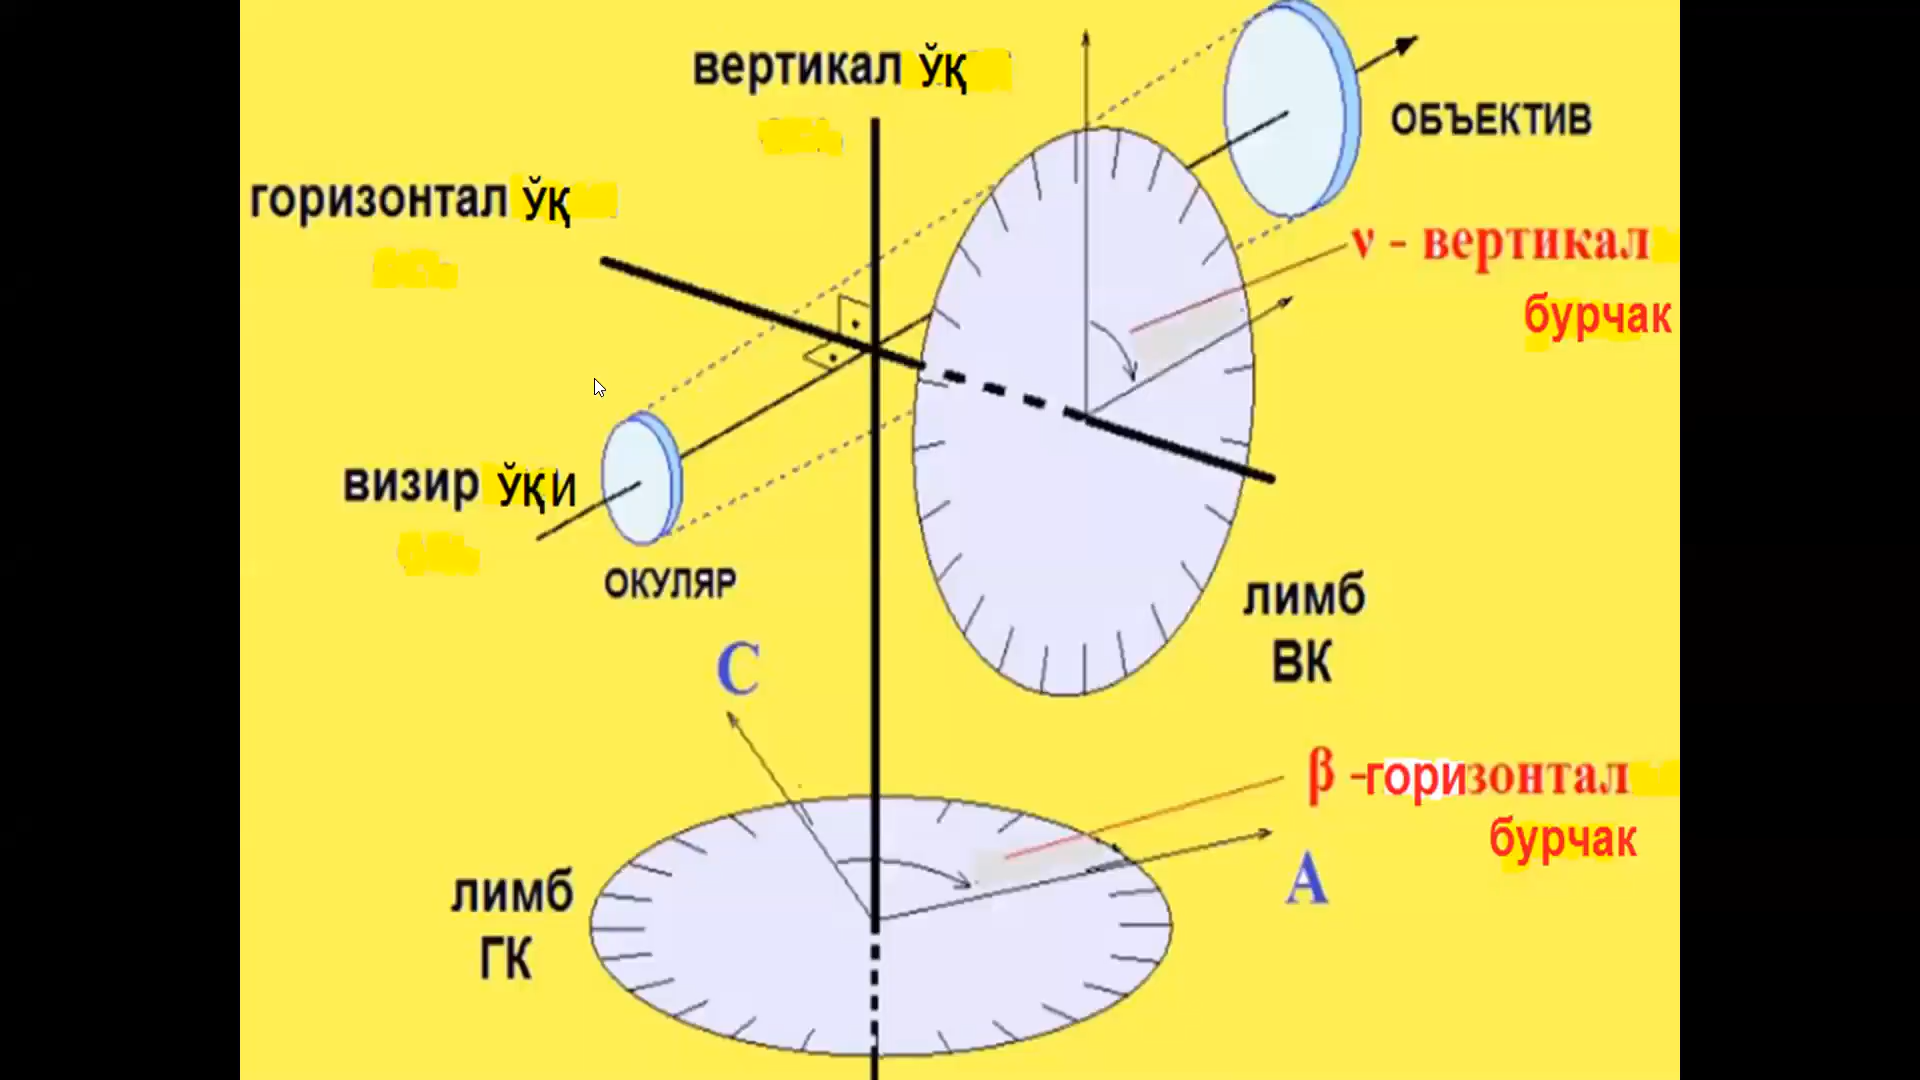 вертикал ЎҚ
ОБЪЕКТИВ
горизонтал ЎҚ
ν - вертикал
бурчак
визир ЎҚИ
ОКУЛЯР
лимб
ВК
C
β -горизонтал
бурчак
A
лимб
ГК